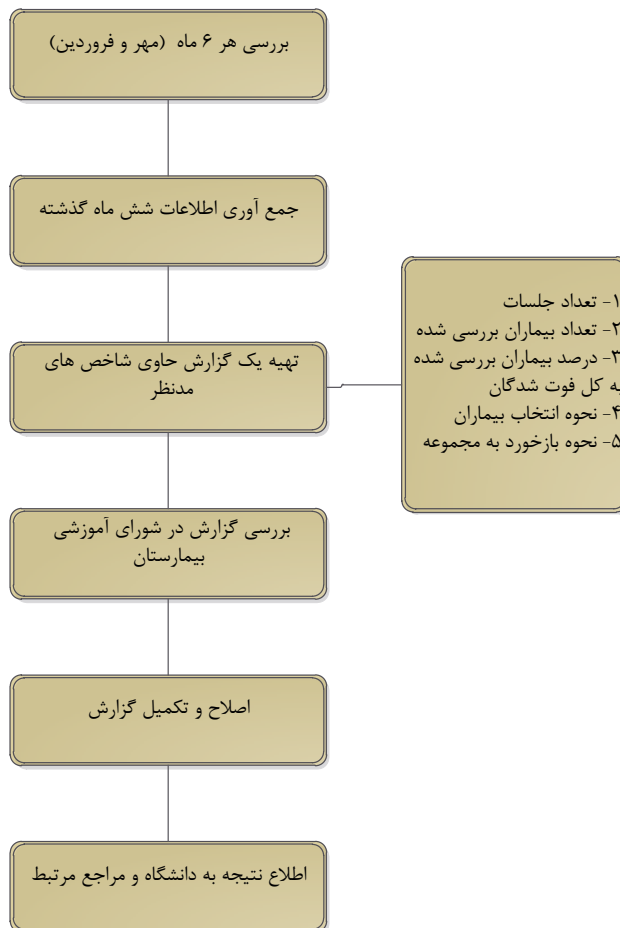 بررسی هر ۶ ماه (مهر و فروردین)
جمع آوری اطلاعات شش ماه گذشته
تهیه یک گزارش حاوی شاخص های
مدنظر
۱- تعداد جلسات
۲- تعداد بیماران بررسی شده
۳- درصد بیماران بررسی شده
به کل فوت شدگان
۴- نحوه انتخاب بیماران
۵- نحوه بازخورد به مجموعه
بررسی گزارش در شورای آموزشی
بیمارستان
اصلاح و تکمیل گزارش
اطلاع نتیجه به دانشگاه و مراجع مرتبط